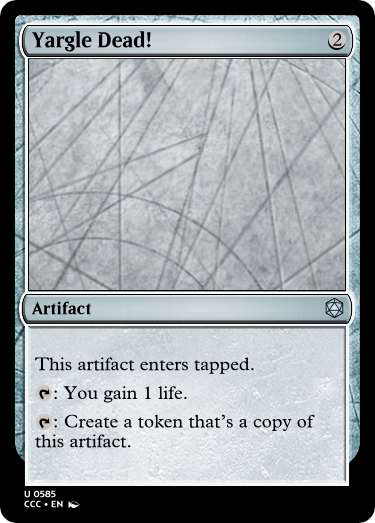 Yargle Dead! 2
Artifact
This artifact enters tapped.
: You gain 1 life.
: Create a token that's a copy of
this artifact.
U 0585
CCC • EN